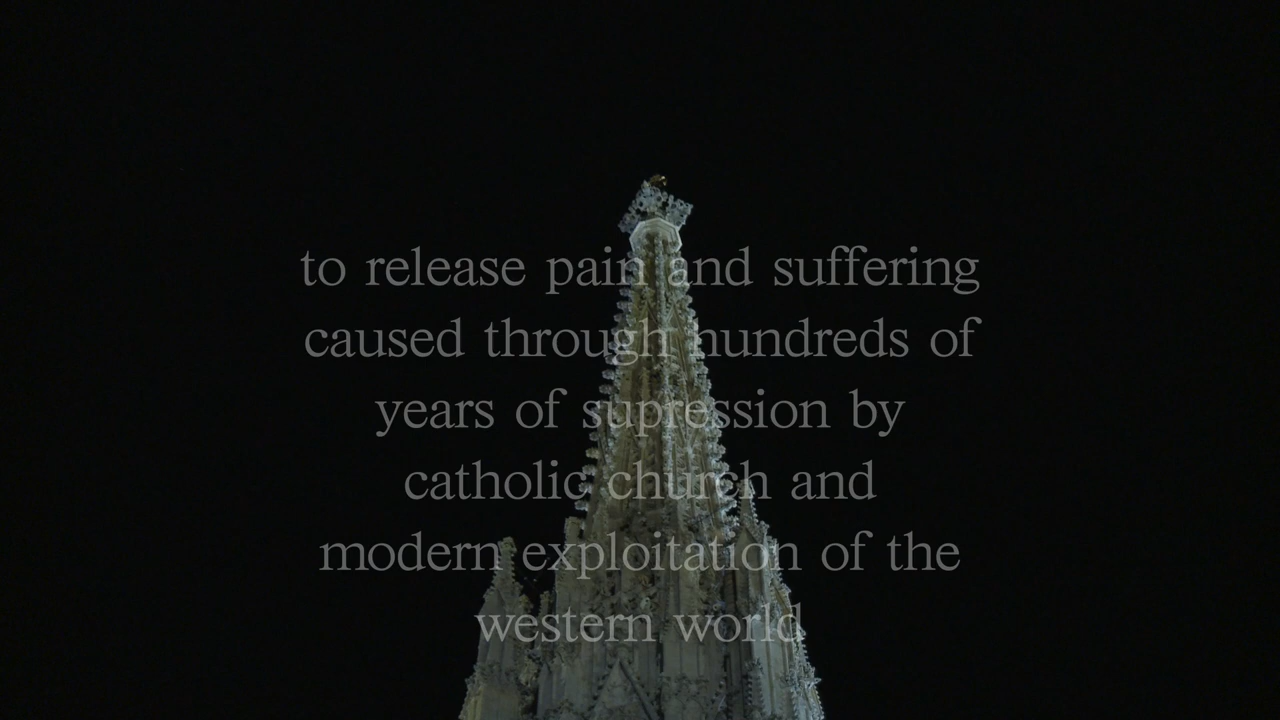 to release pain and suffering
caused through hundreds of
years of supression by
catholic church and
modern exploitation of the
western world